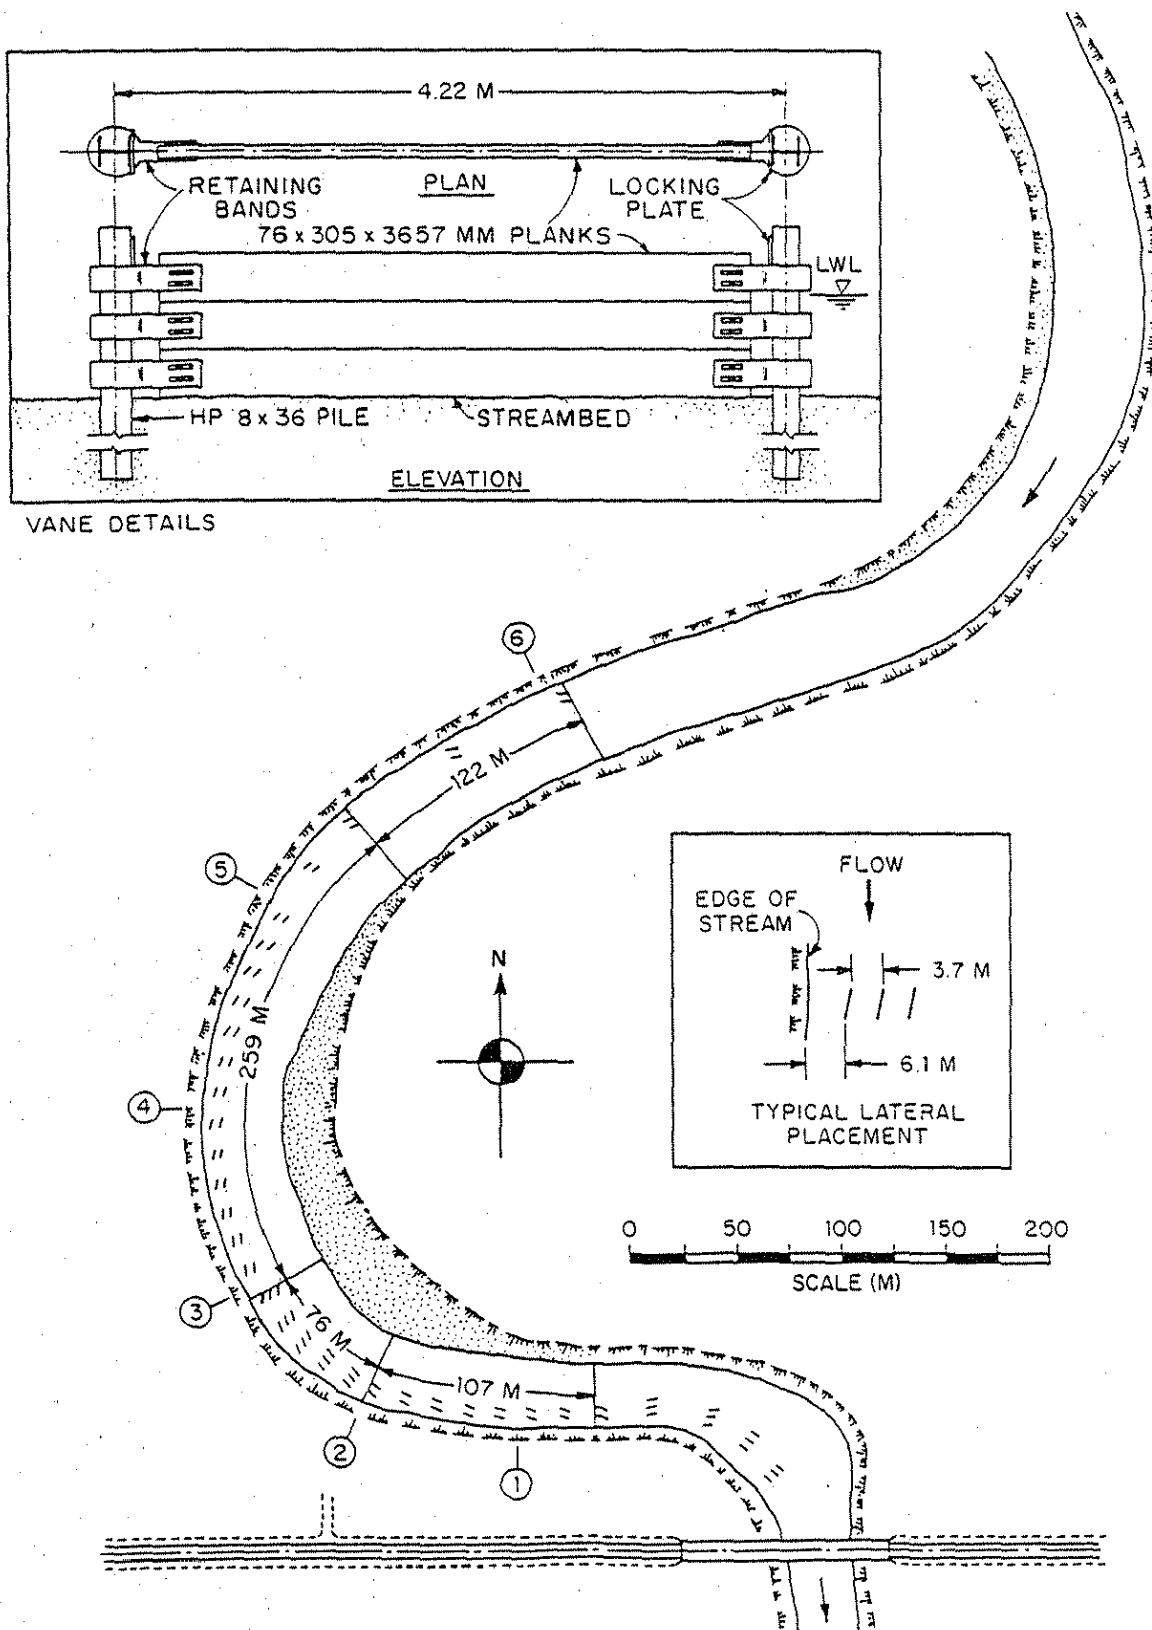 4.22 M
RETAINING
BANDS
PLAN
LOCKING
PLATE
76 x 305 x 3657 MM PLANKS
LWL
HP 8 x 36 PILE
STREAMBED
ELEVATION
VANE DETAILS
6
122 M
5
FLOW
EDGE OF
STREAM
3.7 M
6.1 M
TYPICAL LATERAL
PLACEMENT
N
259 M
4
0 50 100 150 200
SCALE (M)
3
76 M
107 M
2
1